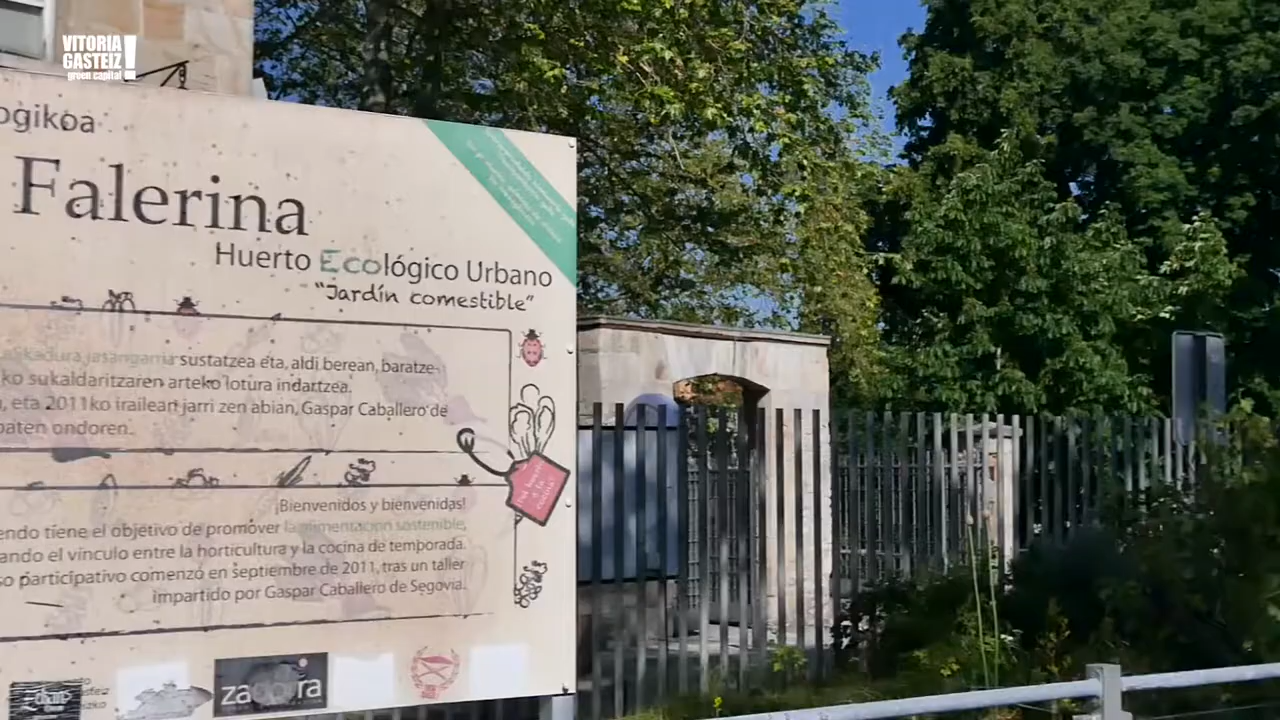 VITORIA
GASTEIZ!
green capital
ogikoa
Falerina
Huerto Ecológico Urbano
"Jardín comestible"
jasangarria sustatzea eta, aldi berean, baratze-
ko sukaldaritzaren arteko lotura indartzea.
, eta 2011ko irailean jarri zen abian, Gaspar Caballero de
baten ondoren.
¡Bienvenidos y bienvenidas!
endo tiene el objetivo de promover la alimentación sostenible,
ando el vínculo entre la horticultura y la cocina de temporada.
so participativo comenzó en septiembre de 2011, tras un taller
impartido por Gaspar Caballero de Segovia.
zadorra